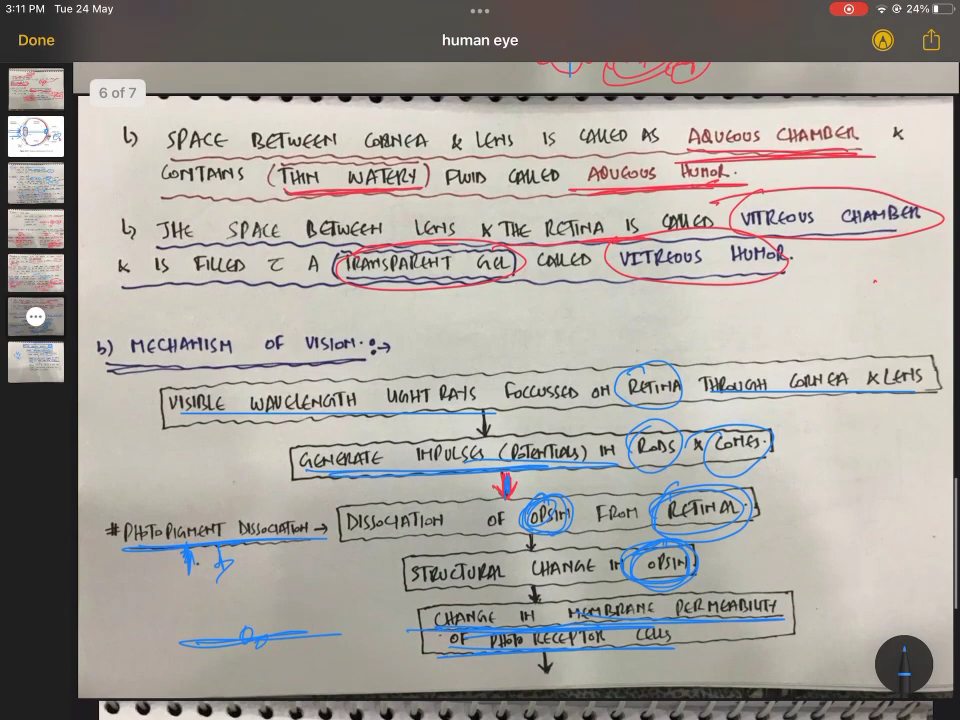 3:11 PM Tue 24 May
24%
Done
human eye
6 of 7
↳ SPACE BETWEEN CORNEA & LENS IS CALLED AS AQUEOUS CHAMBER &
CONTAINS (THIN WATERY) FLUID CALLED AQUEOUS HUMOR.
↳ THE SPACE BETWEEN LENS & THE RETINA IS CALLED VITREOUS CHAMBER
& IS FILLED C A (TRANSPARENT GEL) CALLED VITREOUS HUMOR.
b) MECHANISM OF VISION :→
VISIBLE WAVELENGTH LIGHT RAYS FOCCUSSED ON RETINA THROUGH CORNEA & LENS
GENERATE IMPULSES (POTENTIALS) IN RODS & CONES.
# PHOTOPIGMENT DISSOCIATION → DISSOCIATION OF OPSIN FROM RETINAL.
STRUCTURAL CHANGE IN OPSIN
CHANGE IN MEMBRANE PERMEABILITY
OF PHOTO RECEPTOR CELLS